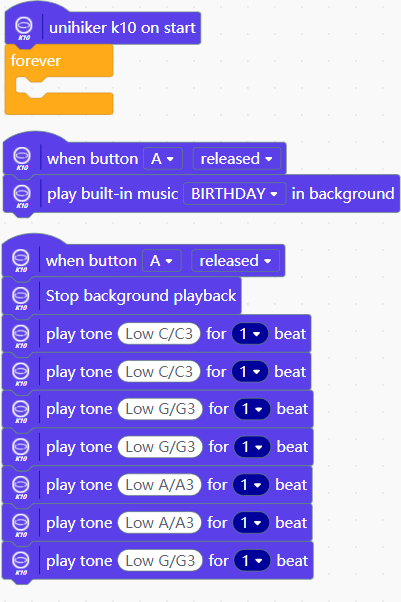 K10 unihiker k10 on start
forever
K10 when button A released
K10 play built-in music BIRTHDAY in background
K10 when button A released
K10 Stop background playback
K10 play tone Low C/C3 for 1 beat
K10 play tone Low C/C3 for 1 beat
K10 play tone Low G/G3 for 1 beat
K10 play tone Low G/G3 for 1 beat
K10 play tone Low A/A3 for 1 beat
K10 play tone Low A/A3 for 1 beat
K10 play tone Low G/G3 for 1 beat